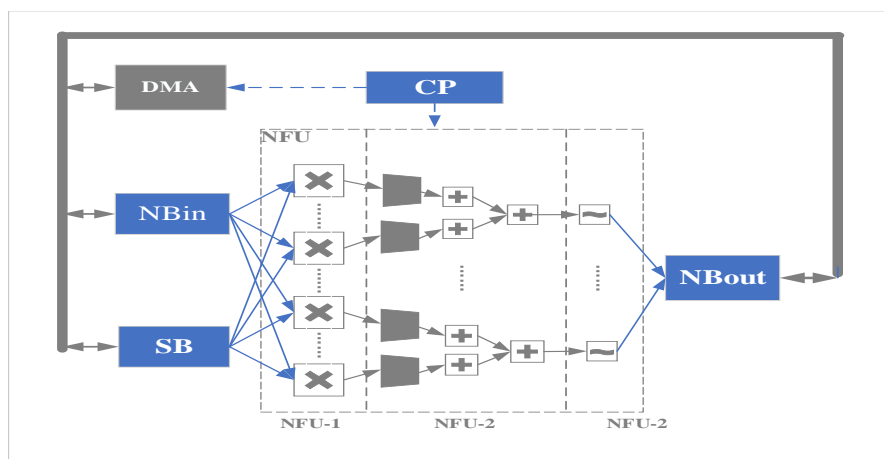 DMA
CP
NFU
NBin
NBout
SB
NFU-1
NFU-2
NFU-2